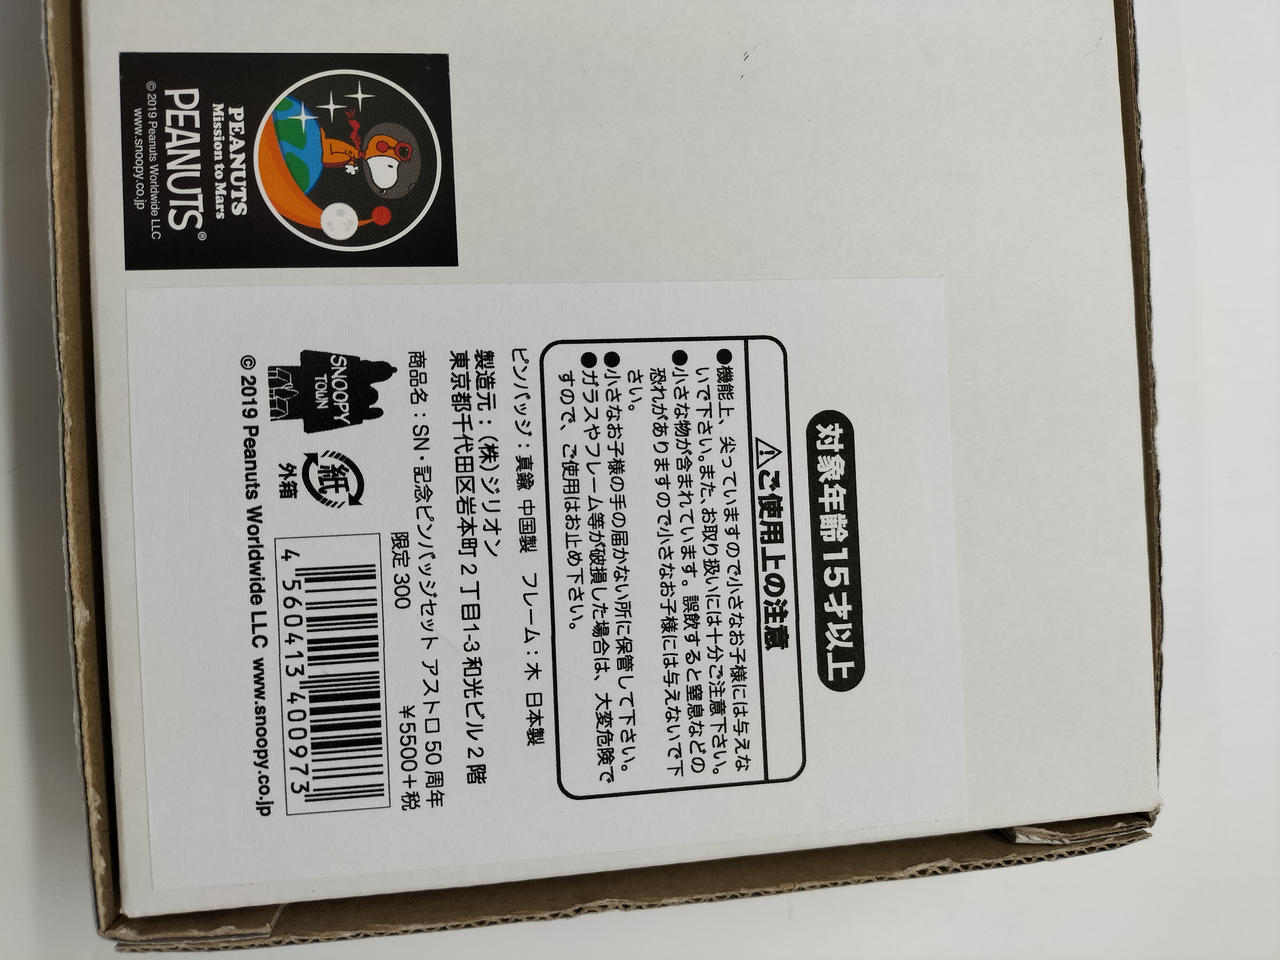 PEANUTS
Mission to Mars
PEANUTS®
© 2019 Peanuts Worldwide LLC
www.snoopy.co.jp
対象年齢15才以上
⚠ご使用上の注意
●機能上、尖っていますので小さなお子様には与えな
いで下さい。また、お取り扱いには十分ご注意下さい。
●小さな物が含まれています。誤飲すると窒息などの
恐れがありますので小さなお子様には与えないで下
さい。
●小さなお子様の手の届かない所に保管して下さい。
●ガラスやフレーム等が破損した場合は、大変危険で
すので、ご使用はお止め下さい。
ピンバッジ：真鍮 中国製 フレーム：木 日本製
製造元：(株)ジリオン
東京都千代田区岩本町2丁目1-3和光ビル2階
商品名：SN・記念ピンバッジセット アストロ50周年
限定300
¥5500+税
SNOOPY
TOWN
紙
外箱
4 560413 400973
© 2019 Peanuts Worldwide LLC www.snoopy.co.jp